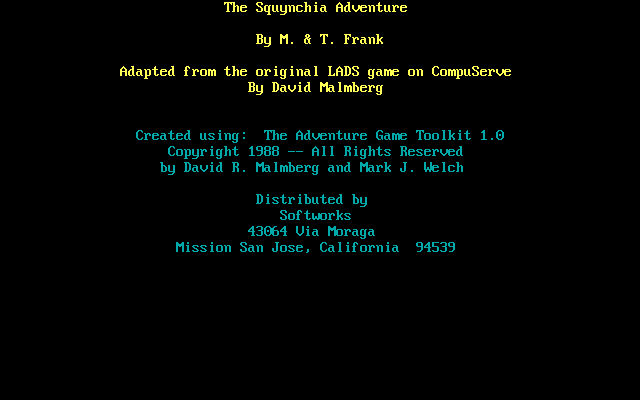 The Squynchia Adventure
By M. & T. Frank
Adapted from the original LADS game on CompuServe
By David Malmberg
Created using:  The Adventure Game Toolkit 1.0
Copyright 1988 -- All Rights Reserved
by David R. Malmberg and Mark J. Welch
Distributed by
Softworks
43064 Via Moraga
Mission San Jose, California  94539